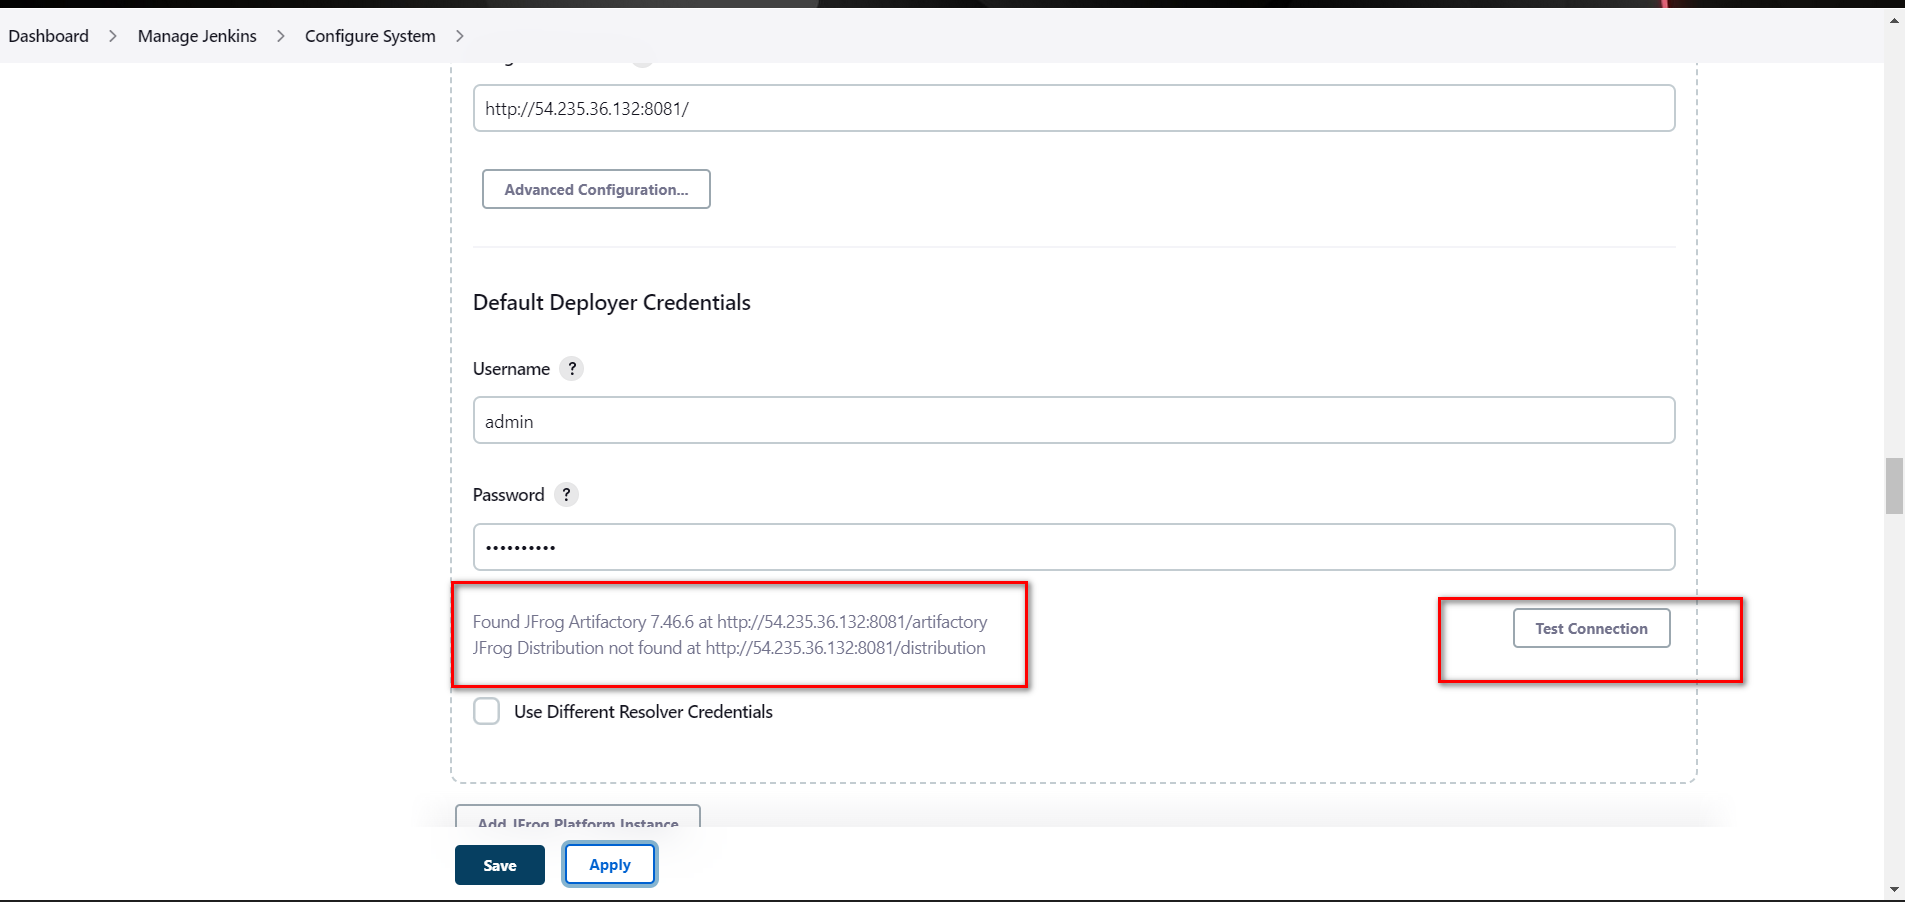 Dashboard > Manage Jenkins > Configure System >
http://54.235.36.132:8081/
Advanced Configuration...
Default Deployer Credentials
Username ?
admin
Password ?
••••••••••
Found JFrog Artifactory 7.46.6 at http://54.235.36.132:8081/artifactory
Test Connection
JFrog Distribution not found at http://54.235.36.132:8081/distribution
Use Different Resolver Credentials
Add JFrog Platform Instance
Save
Apply